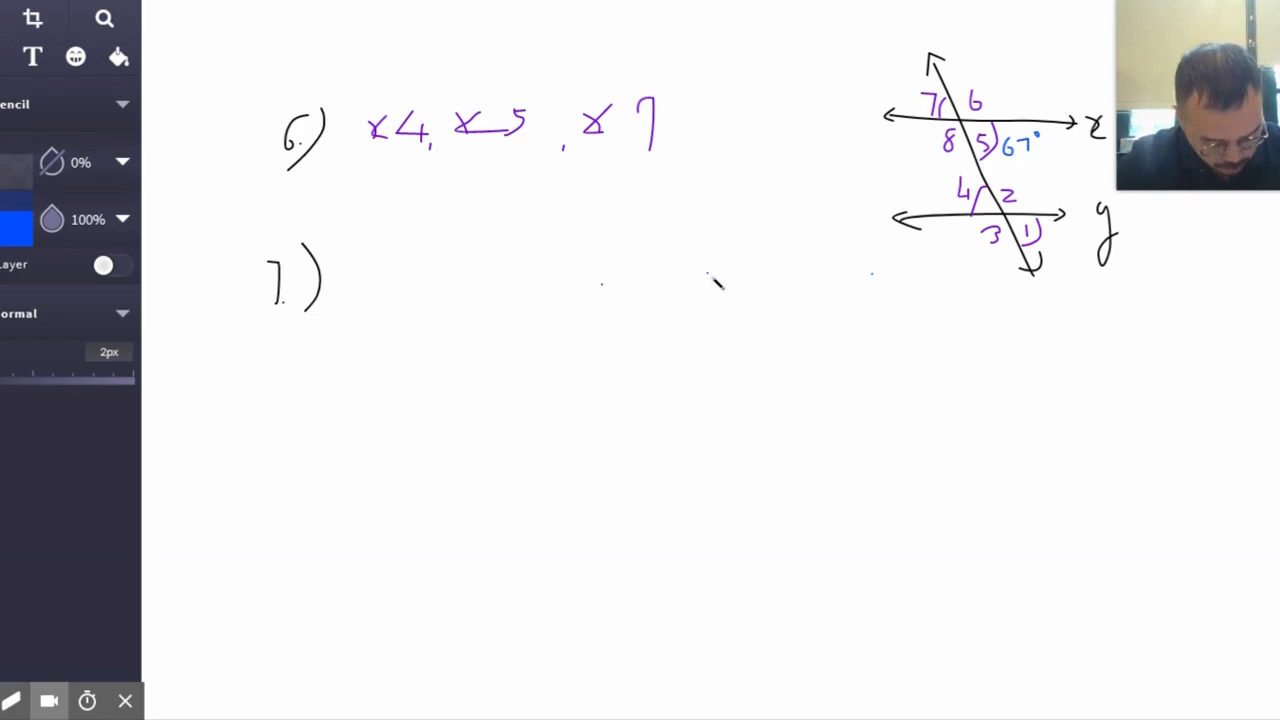 T
encil
0%
100%
ayer
ormal
2px
6.) ∡4, ∡5, ∡7
7.)
7 6
x
8 5 67°
4 2
y
3 1